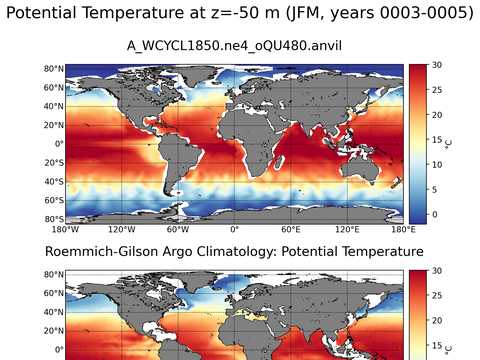 Potential Temperature at z=-50 m (JFM, years 0003-0005)
A_WCYCL1850.ne4_oQU480.anvil
80°N
60°N
40°N
20°N
0°
20°S
40°S
60°S
80°S
180°W 120°W 60°W 0° 60°E 120°E 180°E
30
25
20
15
10
5
0
°C
Roemmich-Gilson Argo Climatology: Potential Temperature
80°N
60°N
40°N
20°N
0°
30
25
20
15
°C